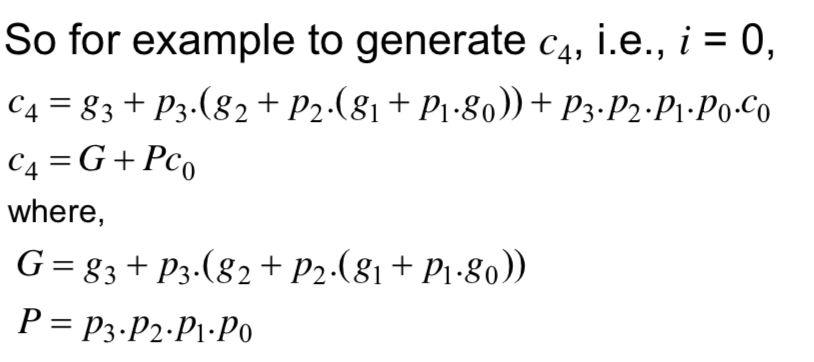 So for example to generate c₄, i.e., i = 0,
c₄ = g₃ + p₃.(g₂ + p₂.(g₁ + p₁.g₀)) + p₃.p₂.p₁.p₀.c₀
c₄ = G + Pc₀
where,
G = g₃ + p₃.(g₂ + p₂.(g₁ + p₁.g₀))
P = p₃.p₂.p₁.p₀